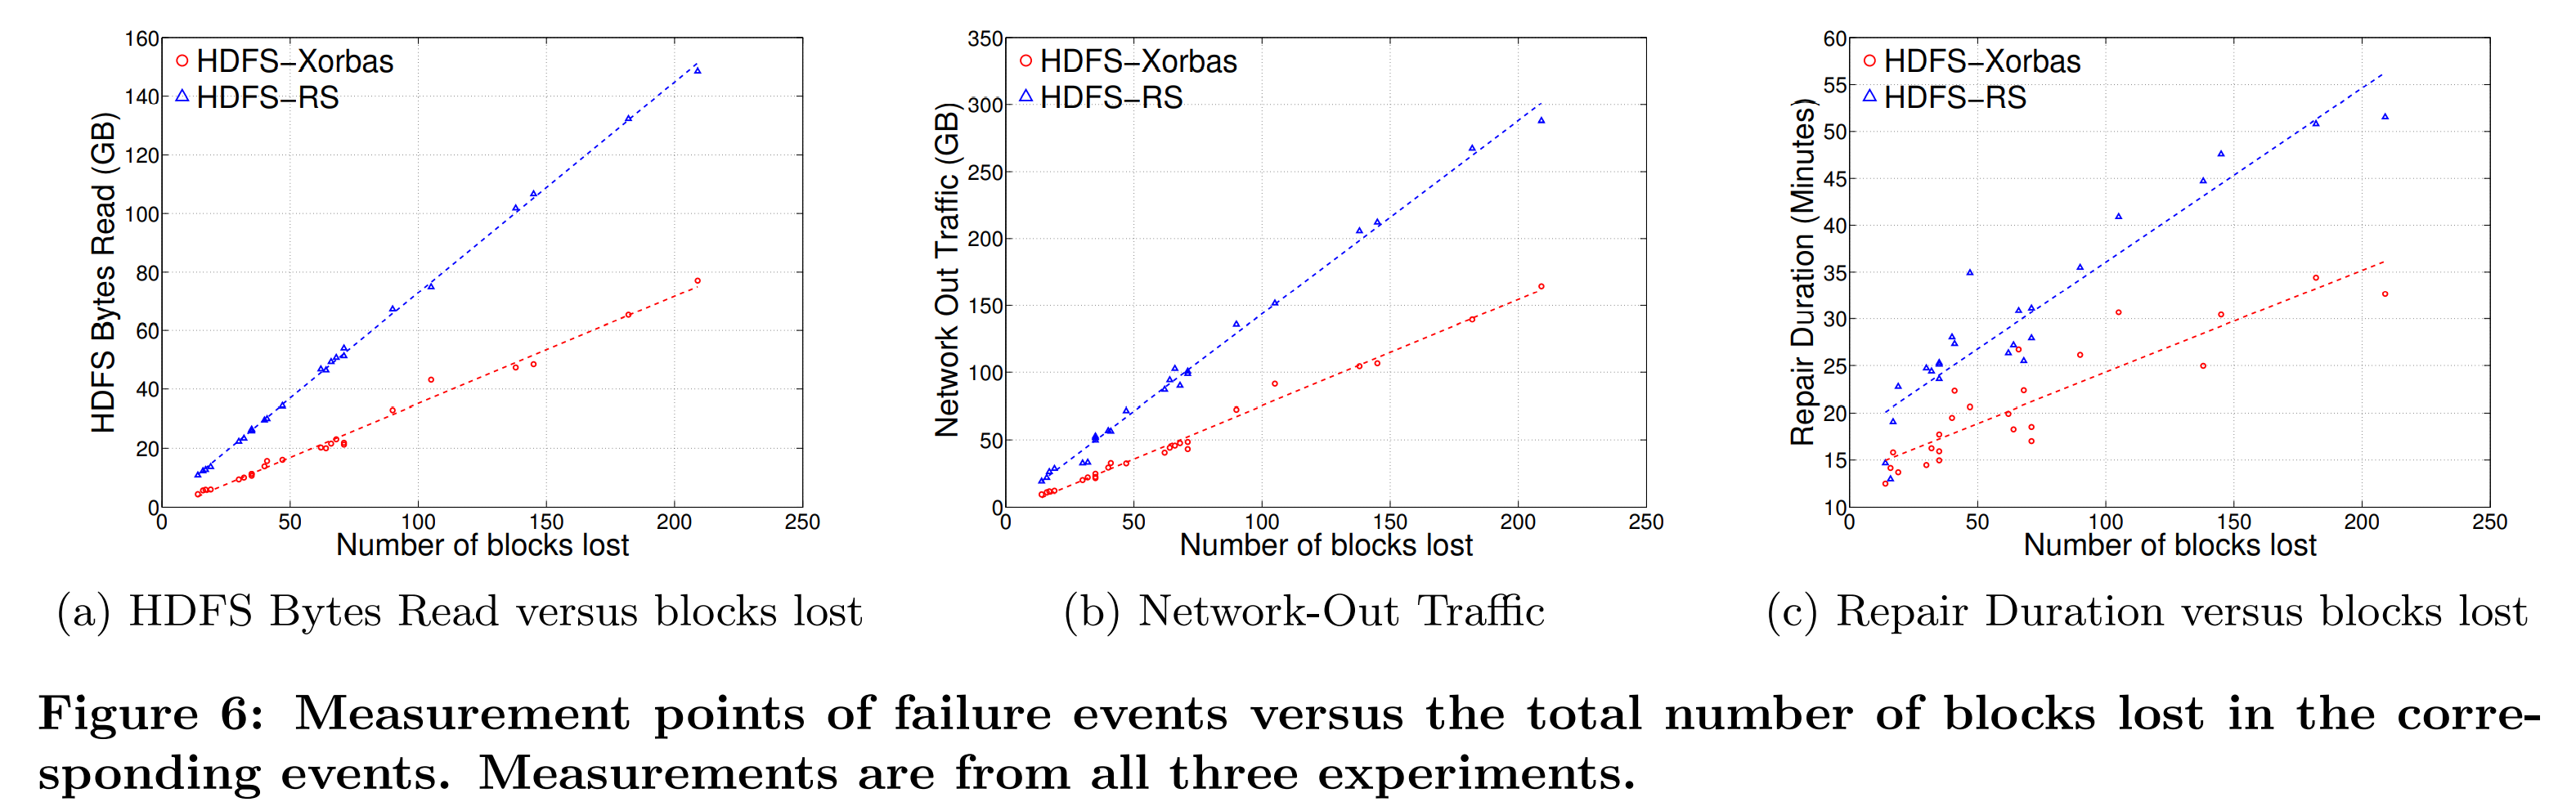 HDFS Bytes Read (GB)
160
140
120
100
80
60
40
20
0
HDFS−Xorbas
HDFS−RS
0 50 100 150 200 250
Number of blocks lost
(a) HDFS Bytes Read versus blocks lost
Network Out Traffic (GB)
350
300
250
200
150
100
50
0
HDFS−Xorbas
HDFS−RS
0 50 100 150 200 250
Number of blocks lost
(b) Network-Out Traffic
Repair Duration (Minutes)
60
55
50
45
40
35
30
25
20
15
10
HDFS−Xorbas
HDFS−RS
0 50 100 150 200 250
Number of blocks lost
(c) Repair Duration versus blocks lost
Figure 6: Measurement points of failure events versus the total number of blocks lost in the corre-
sponding events. Measurements are from all three experiments.